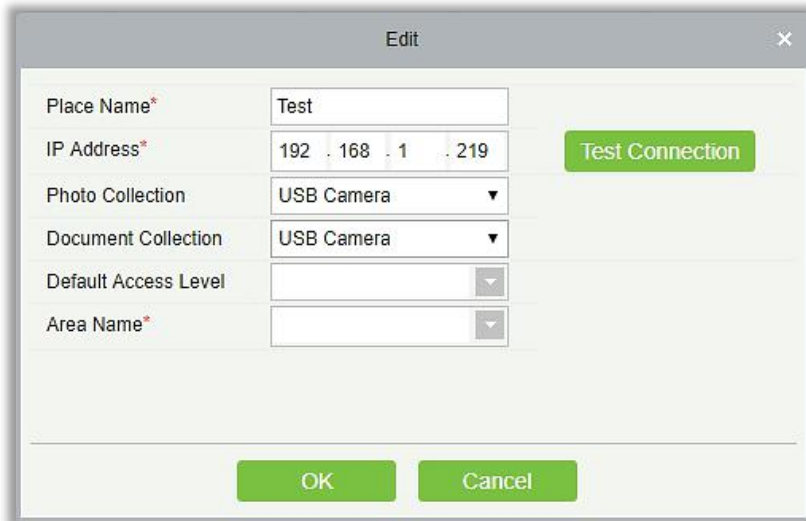 Edit ×
Place Name* Test
IP Address* 192 . 168 . 1 . 219 Test Connection
Photo Collection USB Camera
Document Collection USB Camera
Default Access Level
Area Name*
OK Cancel